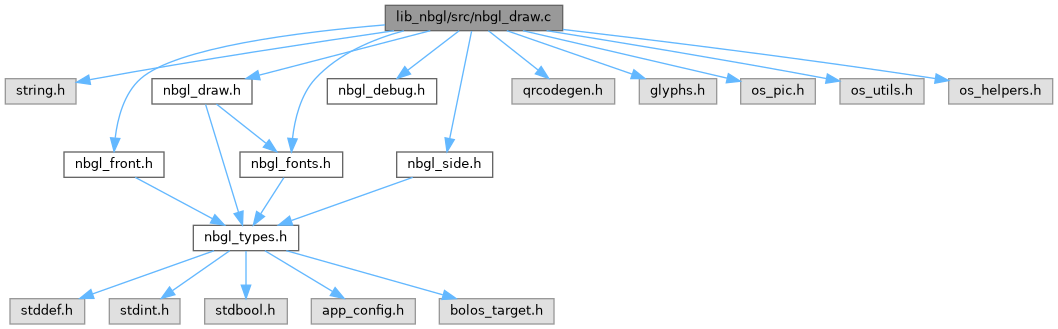 lib_nbgl/src/nbgl_draw.c
string.h
nbgl_draw.h
nbgl_debug.h
qrcodegen.h
glyphs.h
os_pic.h
os_utils.h
os_helpers.h
nbgl_front.h
nbgl_fonts.h
nbgl_side.h
nbgl_types.h
stddef.h
stdint.h
stdbool.h
app_config.h
bolos_target.h